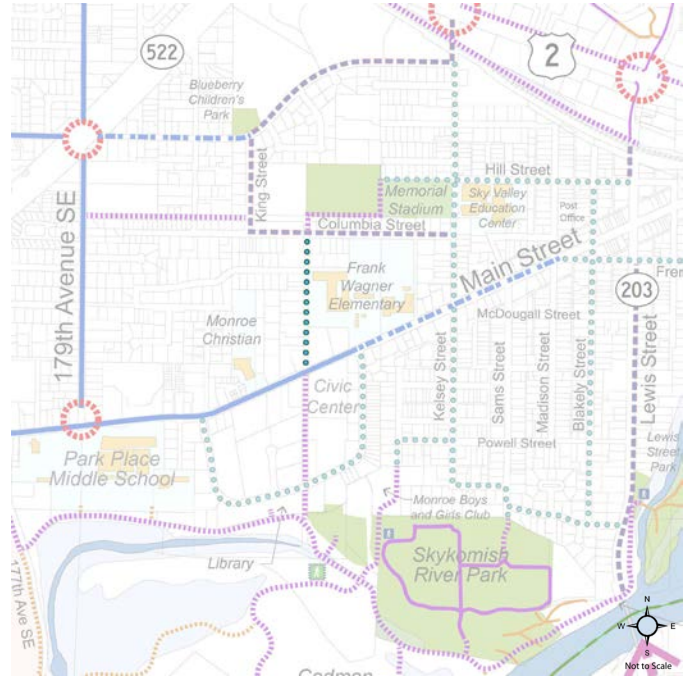 522
2
Blueberry
Children's
Park
179th Avenue SE
King Street
Hill Street
Memorial
Stadium
Sky Valley
Education
Center
Post
Office
Columbia Street
Main Street
Frank
Wagner
Elementary
Fren
203
McDougall Street
Monroe
Christian
Civic
Center
Kelsey Street
Sams Street
Madison Street
Blakely Street
Lewis Street
Powell Street
Lewis
Street
Park
Park Place
Middle School
Monroe Boys
and Girls Club
Library
Skykomish
River Park
177th Ave SE
N
W
E
S
Not to Scale